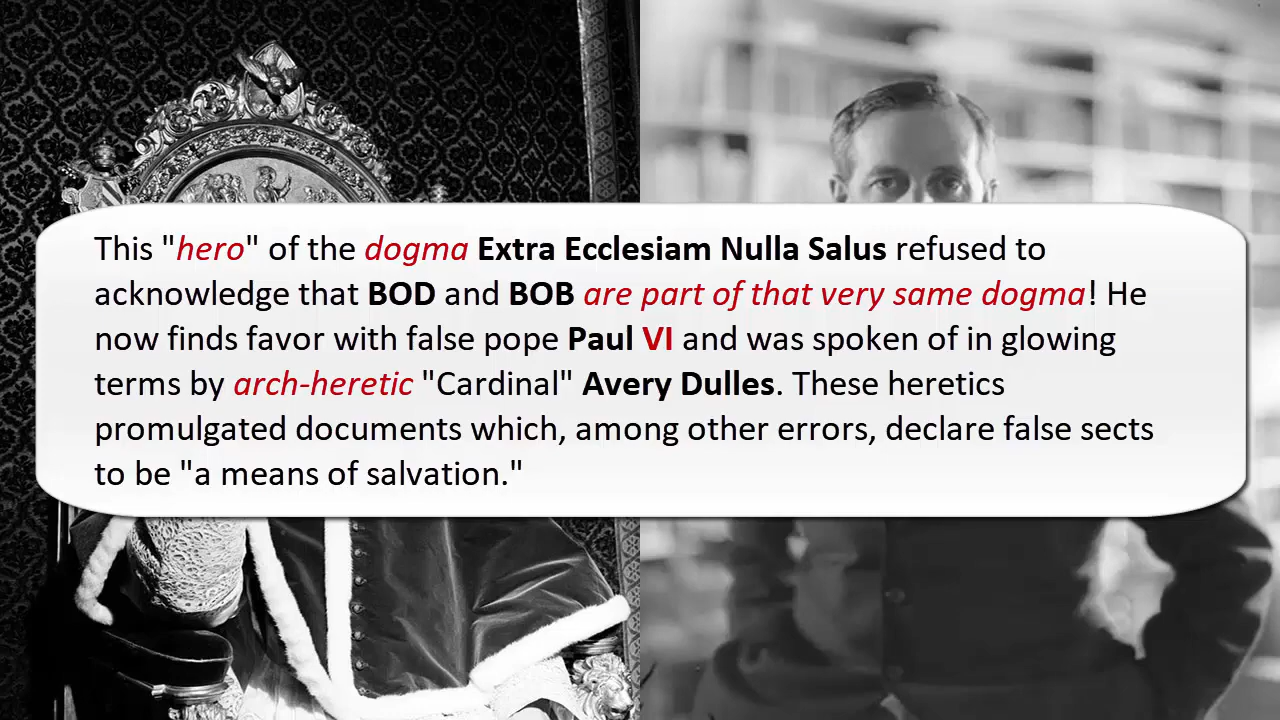 This "hero" of the dogma Extra Ecclesiam Nulla Salus refused to
acknowledge that BOD and BOB are part of that very same dogma! He
now finds favor with false pope Paul VI and was spoken of in glowing
terms by arch-heretic "Cardinal" Avery Dulles. These heretics
promulgated documents which, among other errors, declare false sects
to be "a means of salvation."